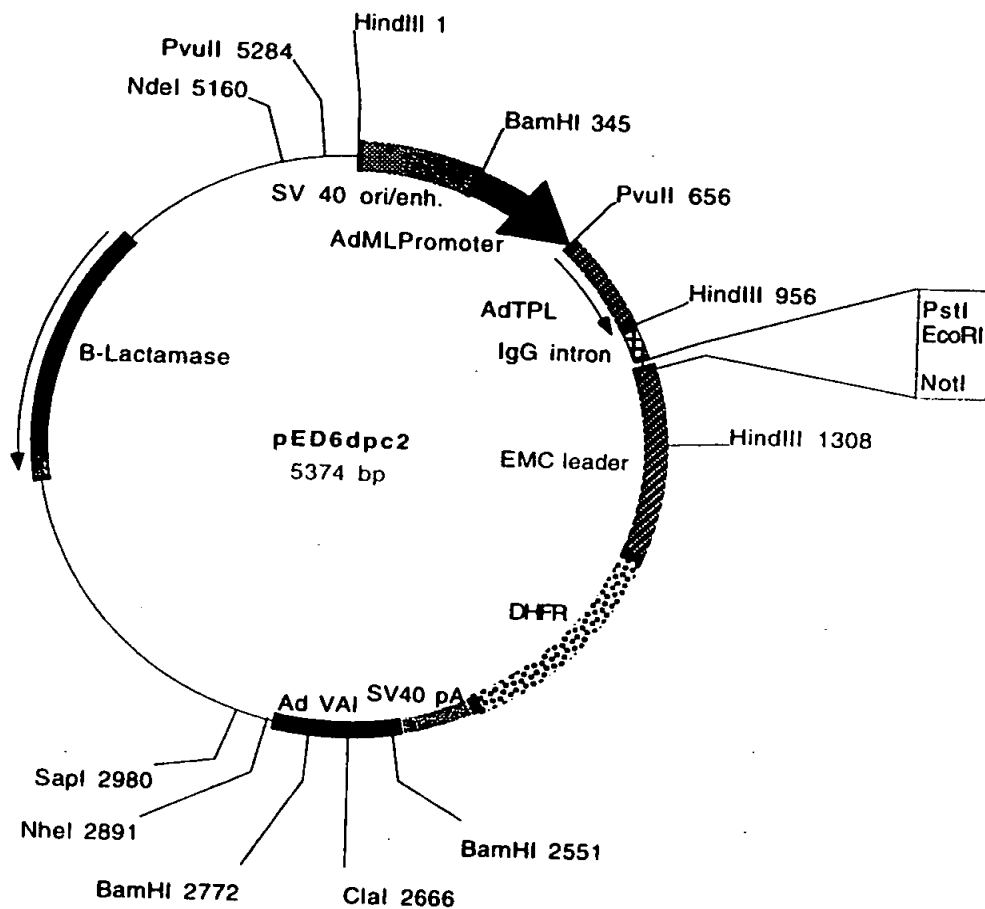 HindIII 1
PvuII 5284
NdeI 5160
BamHI 345
SV 40 ori/enh.
PvuII 656
AdMLPromoter
HindIII 956
AdTPL
IgG intron
PstI
EcoRI
NotI
B-Lactamase
pED6dpc2
5374 bp
HindIII 1308
EMC leader
DHFR
SV40 pA
Ad VAI
SapI 2980
NheI 2891
BamHI 2551
BamHI 2772
ClaI 2666